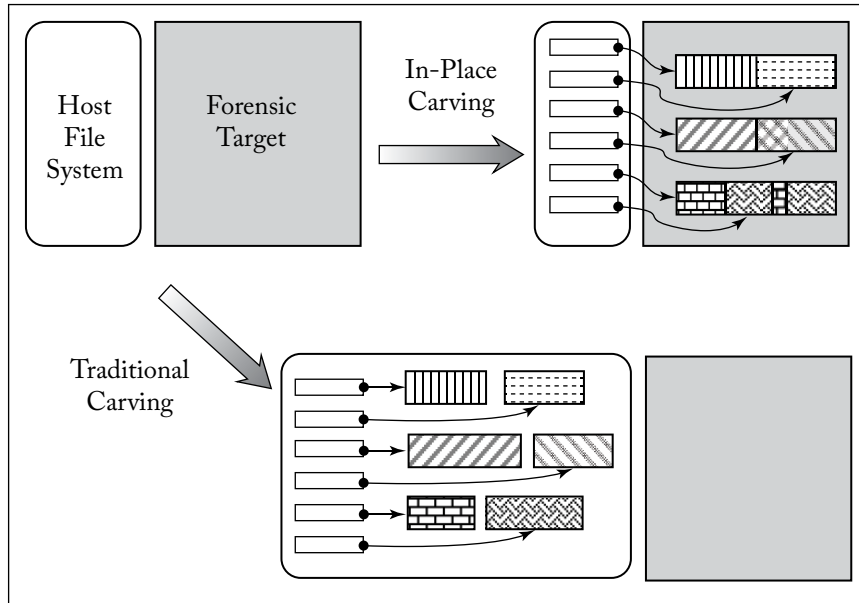 Host
File
System
Forensic
Target
In-Place
Carving
Traditional
Carving